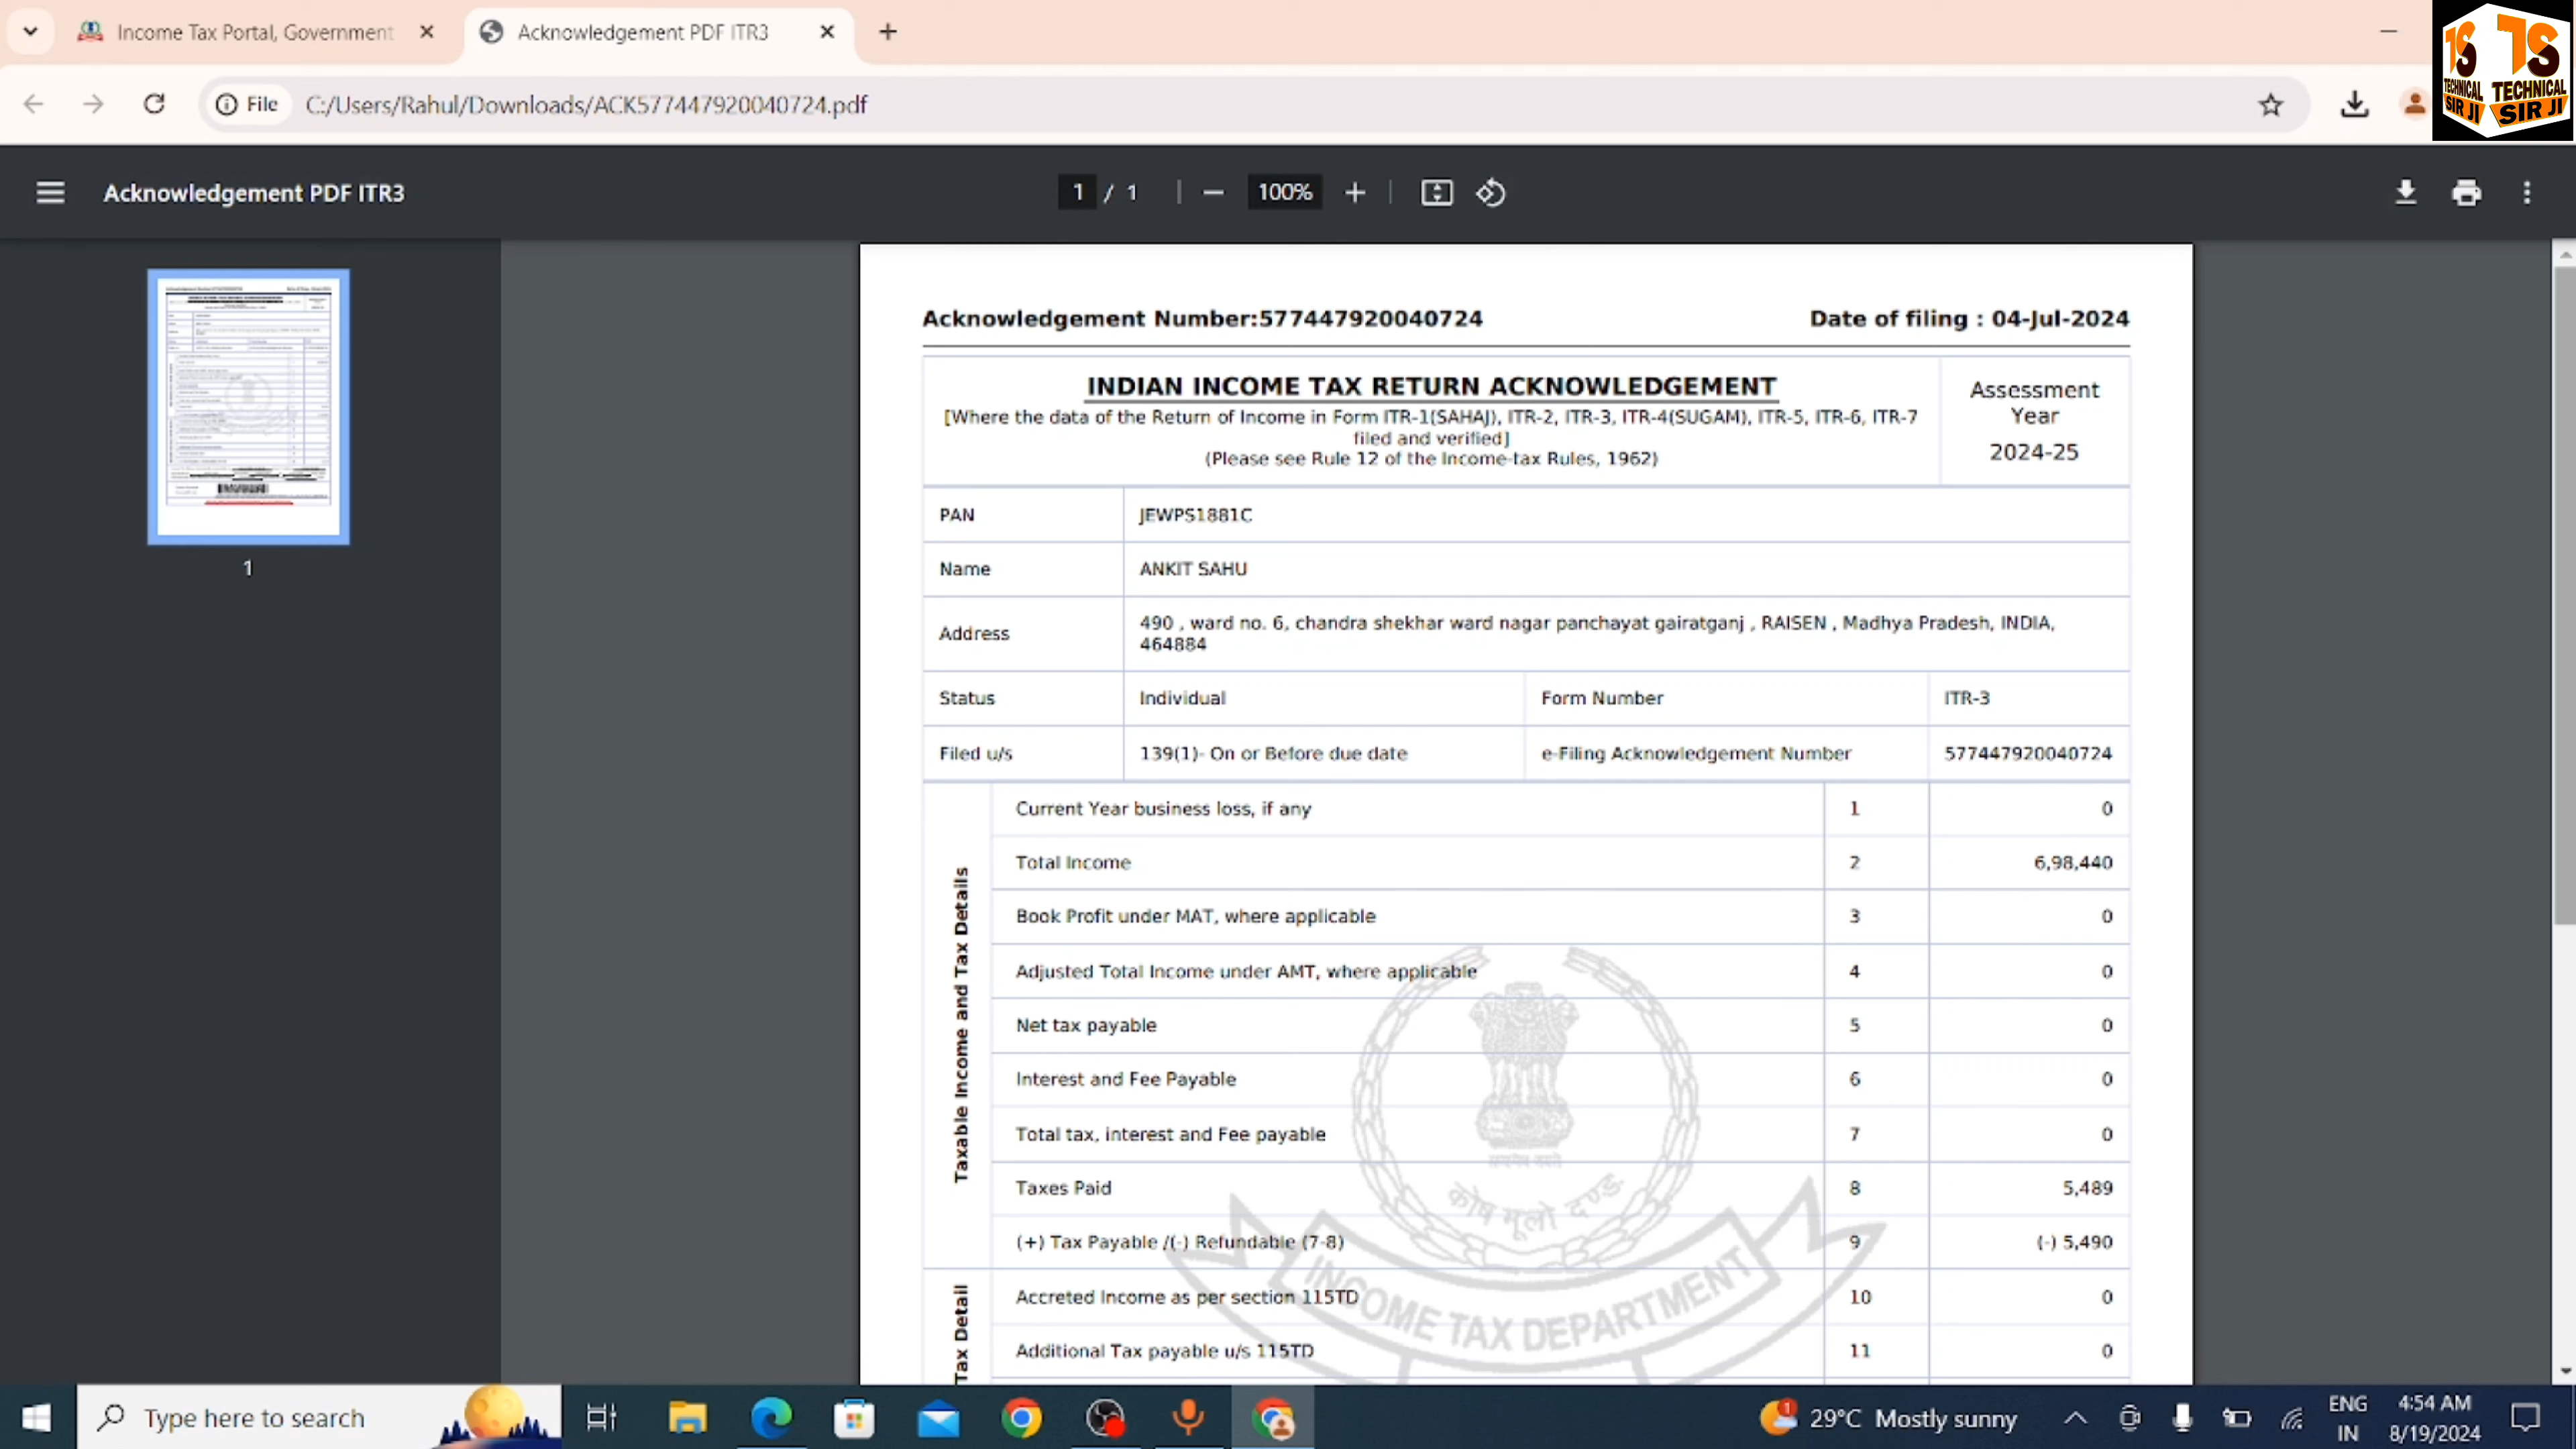 Income Tax Portal, Government
Acknowledgement PDF ITR3
File C:/Users/Rahul/Downloads/ACK577447920040724.pdf
TS TS
TECHNICAL SIR JI
TECHNICAL SIR JI
Acknowledgement PDF ITR3
1 / 1
100%
1
Acknowledgement Number:577447920040724 Date of filing : 04-Jul-2024
INDIAN INCOME TAX RETURN ACKNOWLEDGEMENT
[Where the data of the Return of Income in Form ITR-1(SAHAJ), ITR-2, ITR-3, ITR-4(SUGAM), ITR-5, ITR-6, ITR-7
filed and verified]
(Please see Rule 12 of the Income-tax Rules, 1962)
Assessment
Year
2024-25
PAN JEWPS1881C
Name ANKIT SAHU
Address 490 , ward no. 6, chandra shekhar ward nagar panchayat gairatganj , RAISEN , Madhya Pradesh, INDIA,
464884
Status Individual Form Number ITR-3
Filed u/s 139(1)- On or Before due date e-Filing Acknowledgement Number 577447920040724
Taxable Income and Tax Details
Current Year business loss, if any 1 0
Total Income 2 6,98,440
Book Profit under MAT, where applicable 3 0
Adjusted Total Income under AMT, where applicable 4 0
Net tax payable 5 0
Interest and Fee Payable 6 0
Total tax, interest and Fee payable 7 0
Taxes Paid 8 5,489
(+) Tax Payable /(-) Refundable (7-8) 9 (-) 5,490
Tax Detail
Accreted Income as per section 115TD 10 0
Additional Tax payable u/s 115TD 11 0
कोष मूलो दण्ड
INCOME TAX DEPARTMENT
Type here to search
1
29°C Mostly sunny
ENG
IN
4:54 AM
8/19/2024